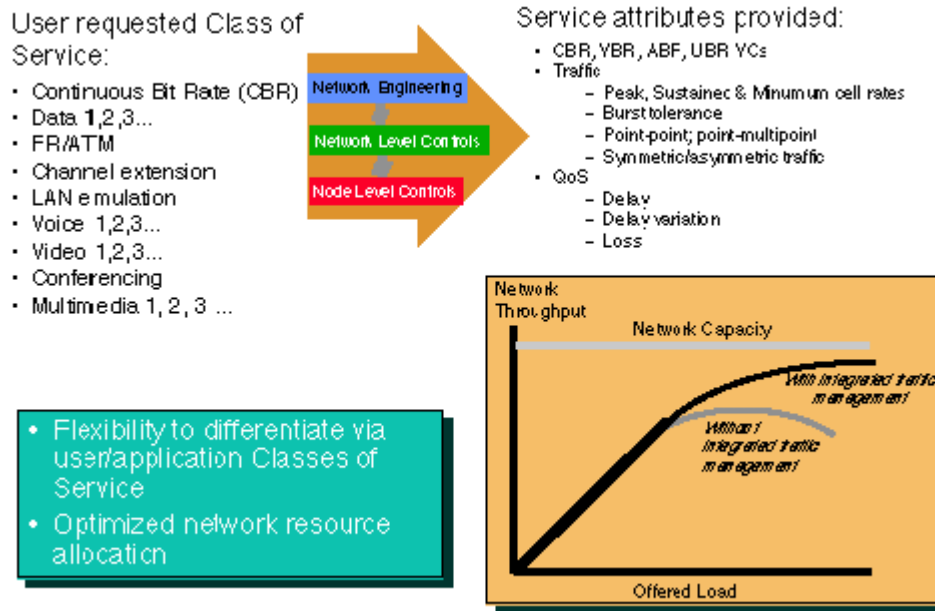 User requested Class of
Service:
• Continuous Bit Rate (CBR)
• Data 1,2,3...
• FR/ATM
• Channel extension
• LAN emulation
• Voice 1,2,3...
• Video 1,2,3...
• Conferencing
• Multimedia 1, 2, 3 ...
Network Engineering
Network Level Controls
Node Level Controls
Service attributes provided:
• CBR, VBR, ABF, UBR VCs
• Traffic
– Peak, Sustained & Minumum cell rates
– Burst tolerance
– Point-point; point-multipoint
– Symmetric/asymmetric traffic
• QoS
– Delay
– Delay variation
– Loss
• Flexibility to differentiate via
user/application Classes of
Service
• Optimized network resource
allocation
Network
Throughput
Network Capacity
With integrated traffic
management
Without
integrated traffic
management
Offered Load